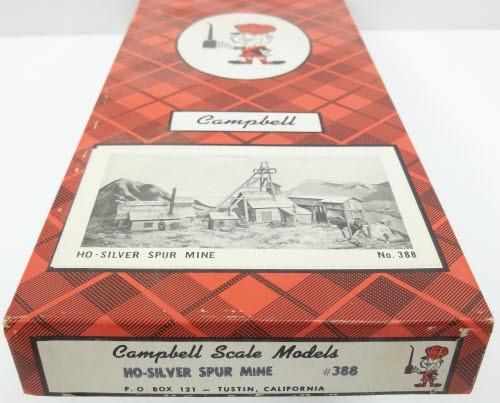 Campbell
HO-SILVER SPUR MINE No. 388
Campbell Scale Models
HO-SILVER SPUR MINE #388
P.O. BOX 121 — TUSTIN, CALIFORNIA